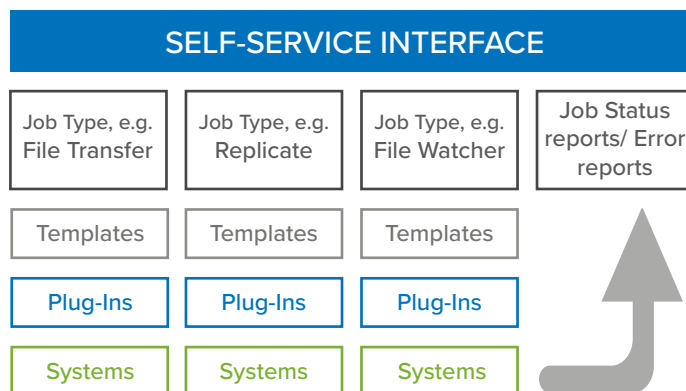 SELF-SERVICE INTERFACE
Job Type, e.g.
File Transfer
Job Type, e.g.
Replicate
Job Type, e.g.
File Watcher
Job Status
reports/ Error
reports
Templates
Templates
Templates
Plug-Ins
Plug-Ins
Plug-Ins
Systems
Systems
Systems